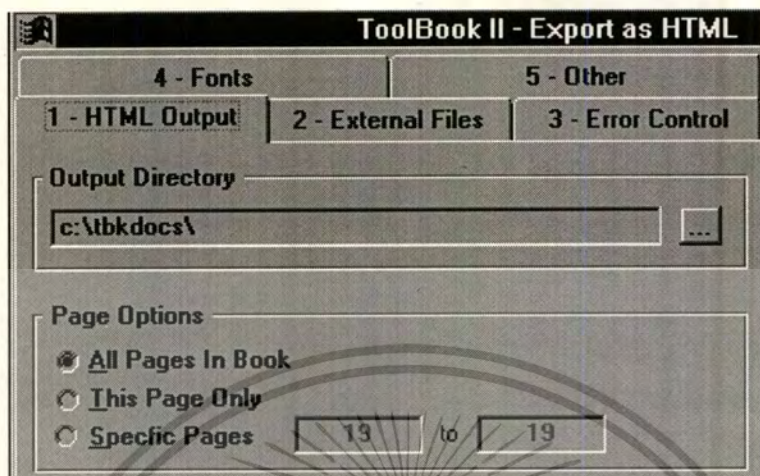 ToolBook II - Export as HTML
4 - Fonts 5 - Other
1 - HTML Output 2 - External Files 3 - Error Control
Output Directory
c:\tbkdocs\ ...
Page Options
All Pages In Book
This Page Only
Specfic Pages 19 to 19